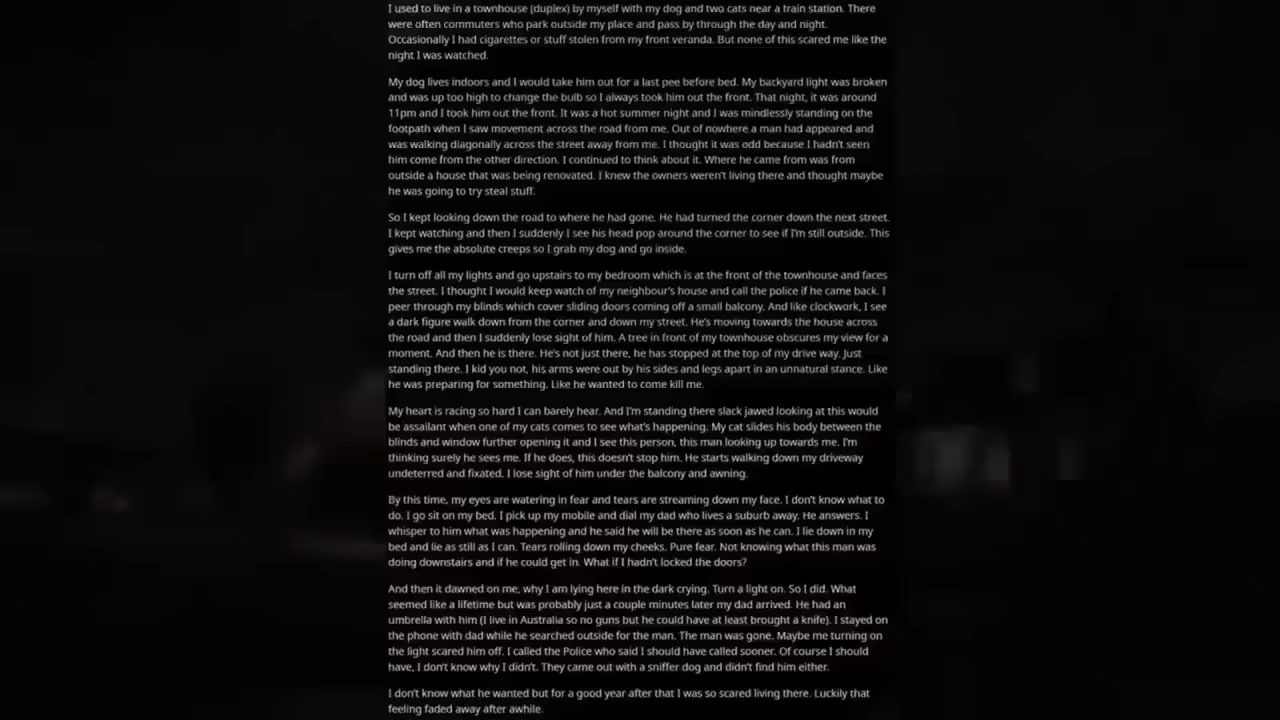 I used to live in a townhouse (duplex) by myself with my dog and two cats near a train station. There
were often commuters who park outside my place and pass by through the day and night.
Occasionally I had cigarettes or stuff stolen from my front veranda. But none of this scared me like the
night I was watched.
My dog lives indoors and I would take him out for a last pee before bed. My backyard light was broken
and was up too high to change the bulb so I always took him out the front. That night, it was around
11pm and I took him out the front. It was a hot summer night and I was mindlessly standing on the
footpath when I saw movement across the road from me. Out of nowhere a man had appeared and
was walking diagonally across the street away from me. I thought it was odd because I hadn't seen
him come from the other direction. I continued to think about it. Where he came from was from
outside a house that was being renovated. I knew the owners weren't living there and thought maybe
he was going to try steal stuff.
So I kept looking down the road to where he had gone. He had turned the corner down the next street.
I kept watching and then I suddenly I see his head pop around the corner to see if I'm still outside. This
gives me the absolute creeps so I grab my dog and go inside.
I turn off all my lights and go upstairs to my bedroom which is at the front of the townhouse and faces
the street. I thought I would keep watch of my neighbour's house and call the police if he came back. I
peer through my blinds which cover sliding doors coming off a small balcony. And like clockwork, I see
a dark figure walk down from the corner and down my street. He's moving towards the house across
the road and then I suddenly lose sight of him. A tree in front of my townhouse obscures my view for a
moment. And then he is there. He's not just there, he has stopped at the top of my drive way. Just
standing there. I kid you not, his arms were out by his sides and legs apart in an unnatural stance. Like
he was preparing for something. Like he wanted to come kill me.
My heart is racing so hard I can barely hear. And I'm standing there slack jawed looking at this would
be assailant when one of my cats comes to see what's happening. My cat slides his body between the
blinds and window further opening it and I see this person, this man looking up towards me. I'm
thinking surely he sees me. If he does, this doesn't stop him. He starts walking down my driveway
undeterred and fixated. I lose sight of him under the balcony and awning.
By this time, my eyes are watering in fear and tears are streaming down my face. I don't know what to
do. I go sit on my bed. I pick up my mobile and dial my dad who lives a suburb away. He answers. I
whisper to him what was happening and he said he will be there as soon as he can. I lie down in my
bed and lie as still as I can. Tears rolling down my cheeks. Pure fear. Not knowing what this man was
doing downstairs and if he could get in. What if I hadn't locked the doors?
And then it dawned on me, why I am lying here in the dark crying. Turn a light on. So I did. What
seemed like a lifetime but was probably just a couple minutes later my dad arrived. He had an
umbrella with him (I live in Australia so no guns but he could have at least brought a knife). I stayed on
the phone with dad while he searched outside for the man. The man was gone. Maybe me turning on
the light scared him off. I called the Police who said I should have called sooner. Of course I should
have, I don't know why I didn't. They came out with a sniffer dog and didn't find him either.
I don't know what he wanted but for a good year after that I was so scared living there. Luckily that
feeling faded away after awhile.